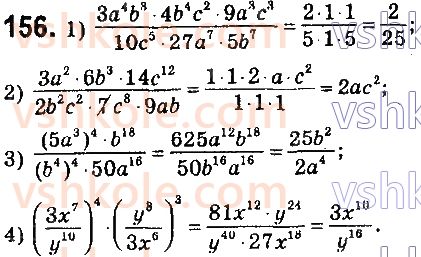 156. 1) \frac{3a^4b^3 \cdot 4b^4c^2 \cdot 9a^3c^3}{10c^5 \cdot 27a^7 \cdot 5b^7} = \frac{2 \cdot 1 \cdot 1}{5 \cdot 1 \cdot 5} = \frac{2}{25};
2) \frac{3a^2 \cdot 6b^3 \cdot 14c^{12}}{2b^2c^2 \cdot 7c^8 \cdot 9ab} = \frac{1 \cdot 1 \cdot 2 \cdot a \cdot c^2}{1 \cdot 1 \cdot 1} = 2ac^2;
3) \frac{(5a^3)^4 \cdot b^{18}}{(b^4)^4 \cdot 50a^{16}} = \frac{625a^{12}b^{18}}{50b^{16}a^{16}} = \frac{25b^2}{2a^4};
4) \left(\frac{3x^7}{y^{10}}\right)^4 \cdot \left(\frac{y^8}{3x^6}\right)^3 = \frac{81x^{12} \cdot y^{24}}{y^{40} \cdot 27x^{18}} = \frac{3x^{10}}{y^{16}}.